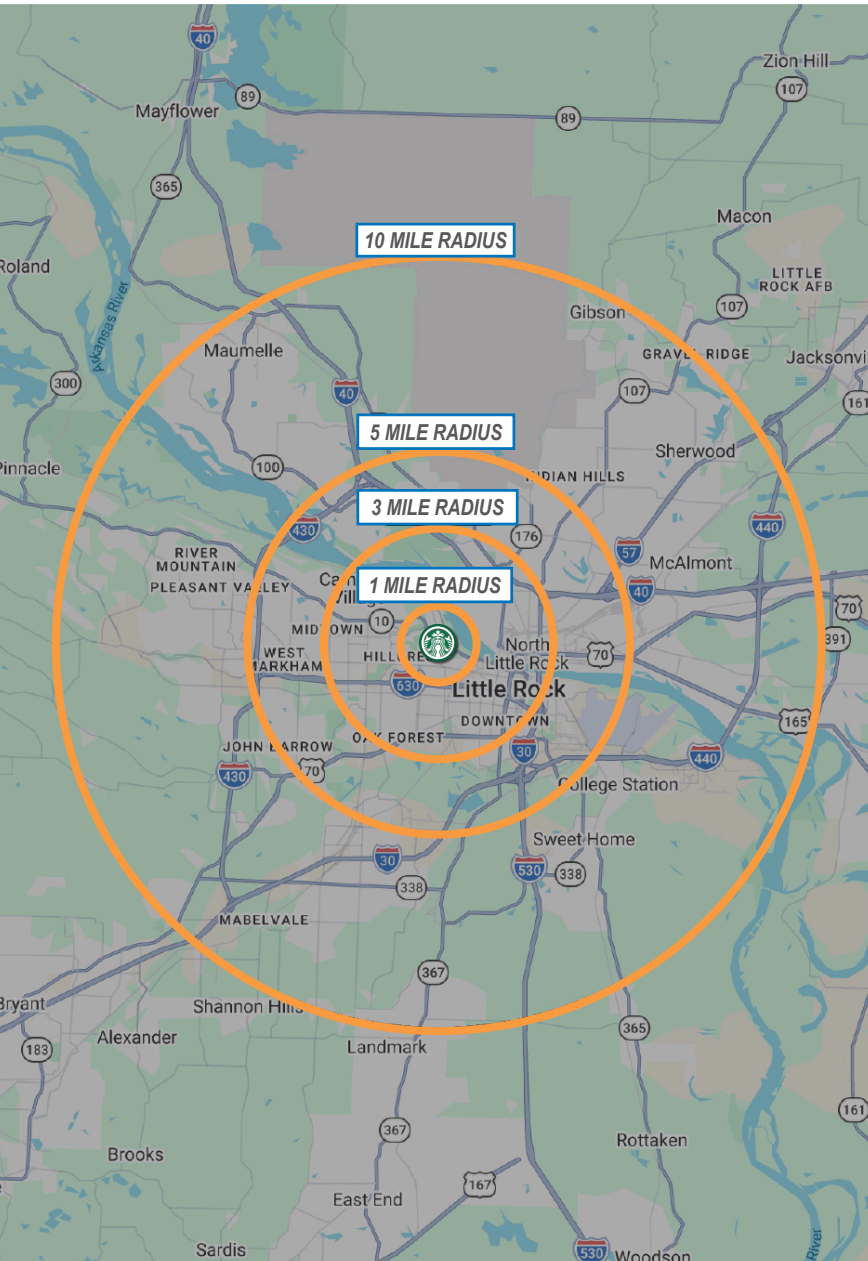 40
Zion Hill
107
89
Mayflower
89
365
Macon
10 MILE RADIUS
Roland
LITTLE
ROCK AFB
107
Arkansas River
Gibson
Maumelle
GRAVEL RIDGE
300
40
107
161
5 MILE RADIUS
Sherwood
Pinnacle
100
INDIAN HILLS
3 MILE RADIUS
440
430
176
57
RIVER
MOUNTAIN
McAlmont
PLEASANT VALLEY
1 MILE RADIUS
40
70
MIDTOWN
10
391
North
Little Rock
70
WEST
MARKHAM
630
Little Rock
DOWNTOWN
165
OAK FOREST
JOHN BARROW
30
440
430
70
College Station
Sweet Home
30
530
338
338
MABELVALE
367
Bryant
Shannon Hills
365
Alexander
183
Landmark
161
367
Rottaken
Brooks
167
East End
River
Sardis
530
Woodson